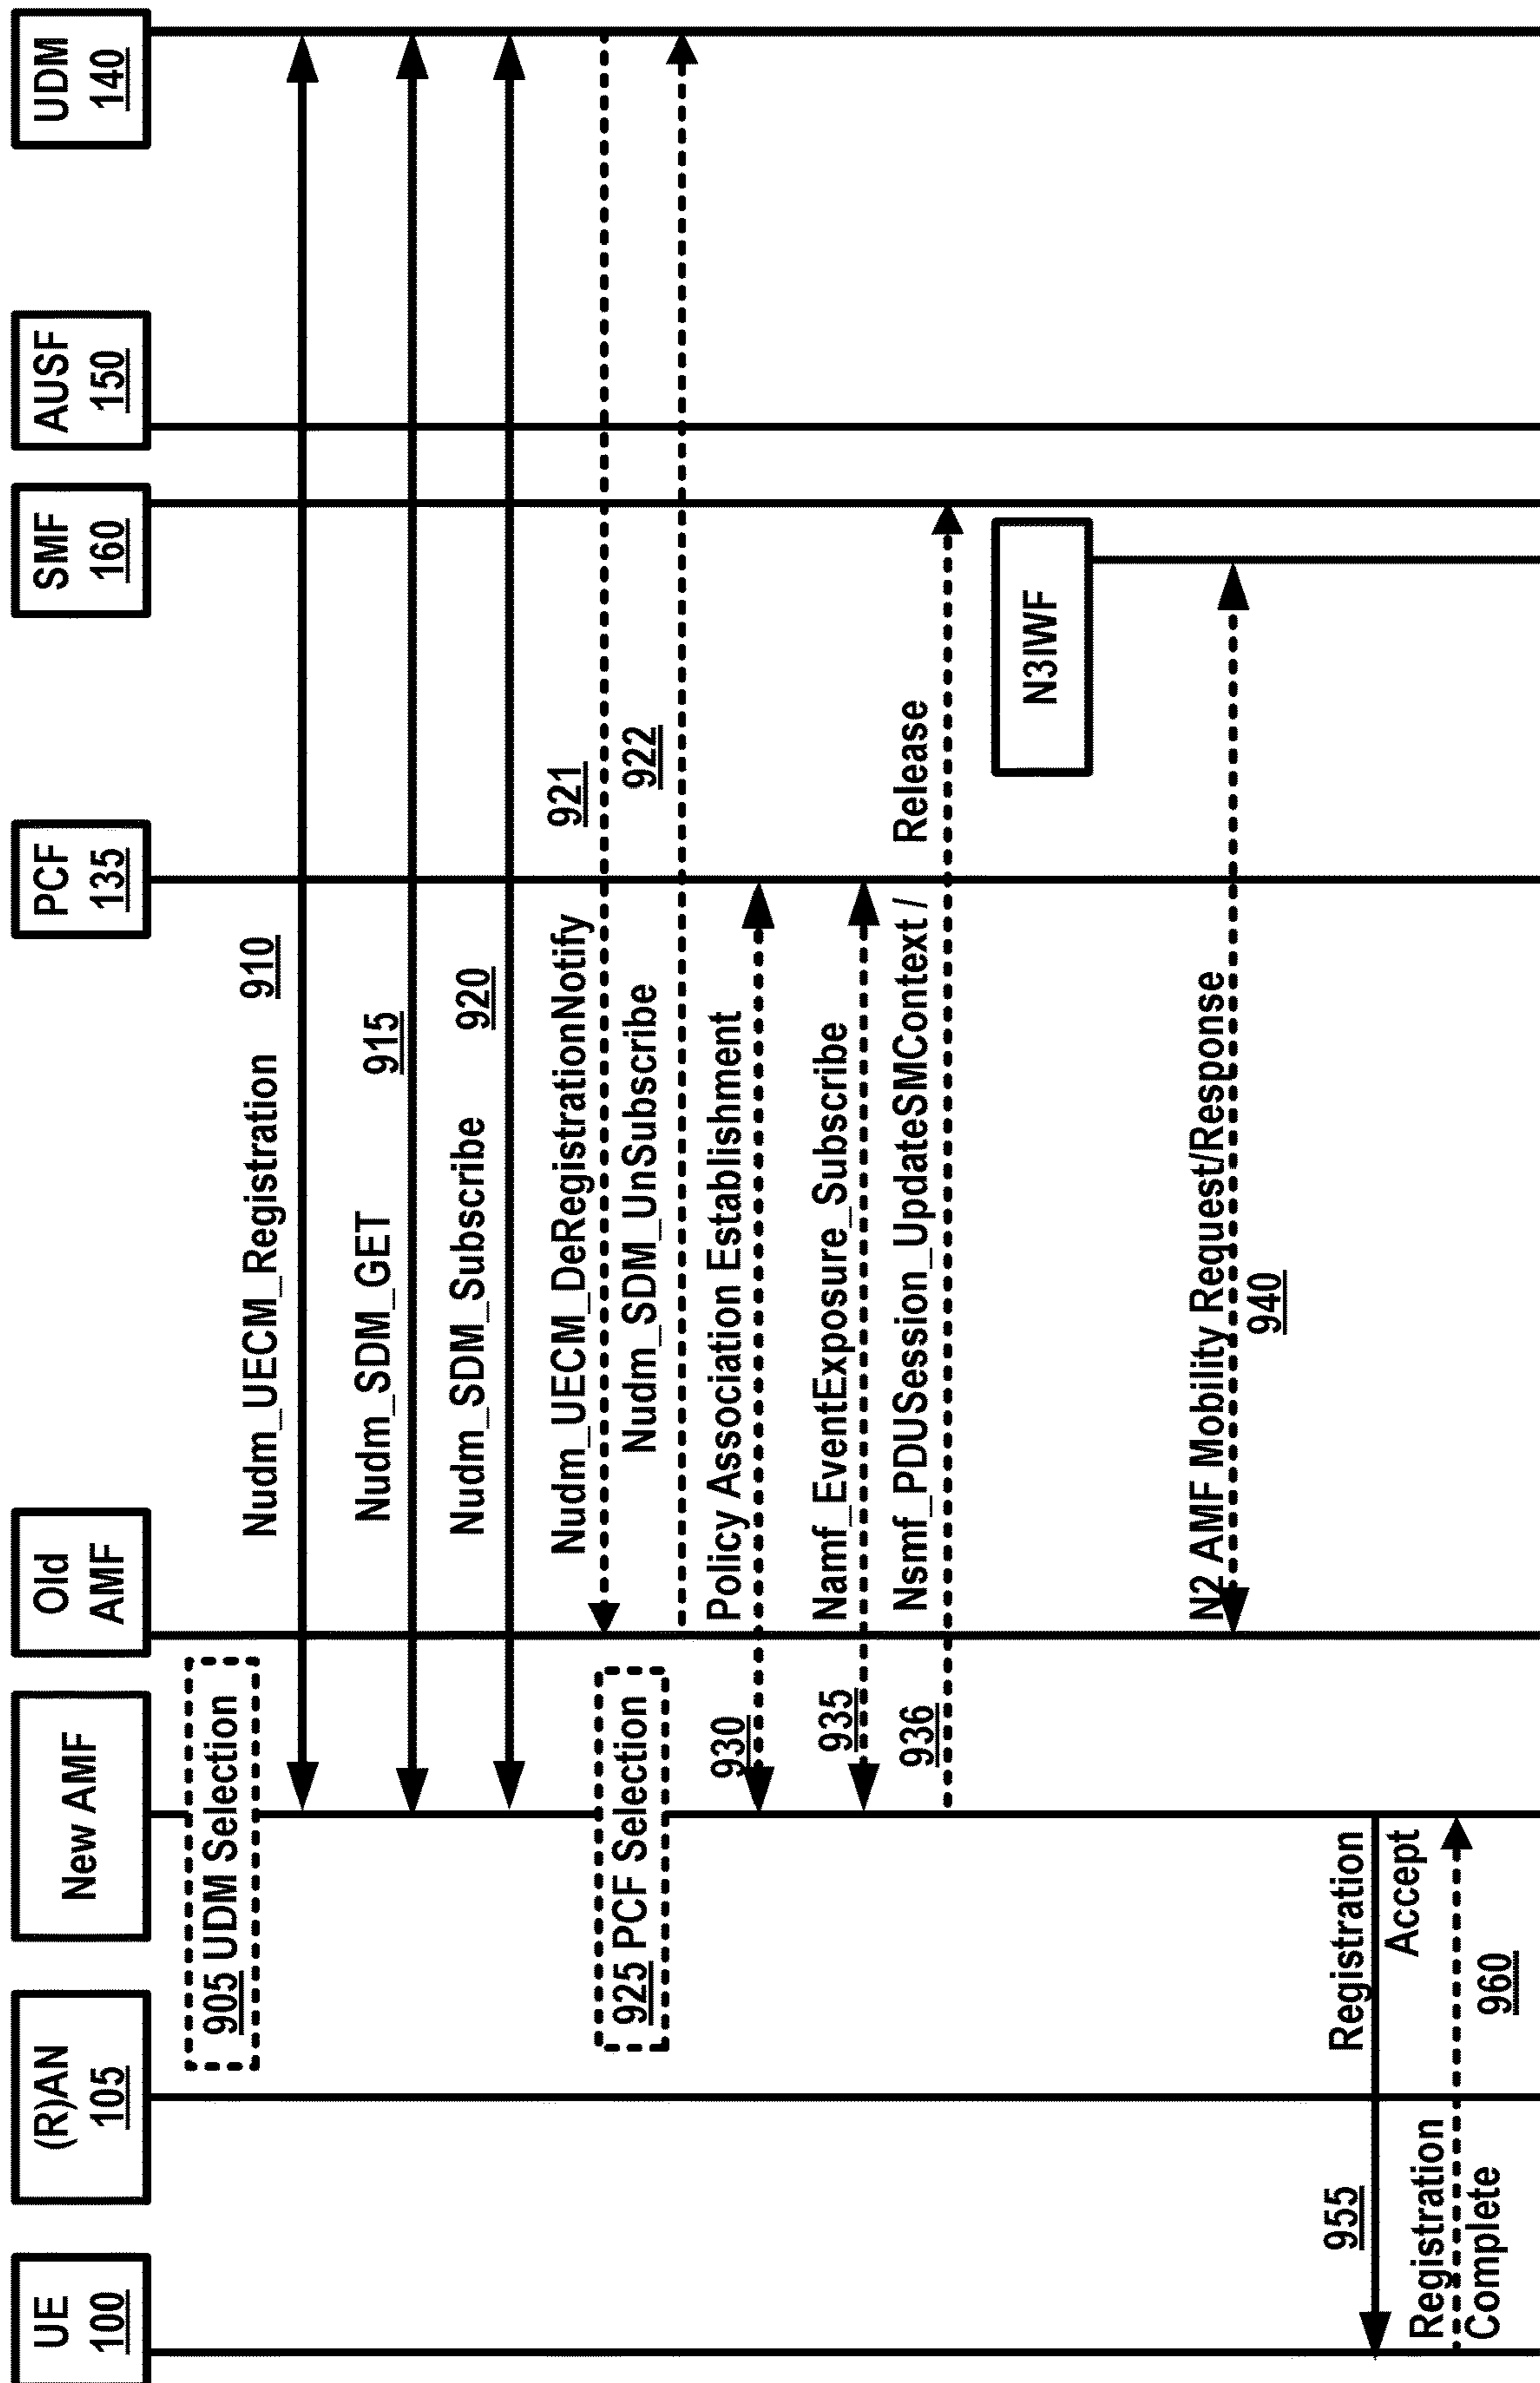 UE
100
(R)AN
105
New AMF
Old
AMF
PCF
135
SMF
160
AUSF
150
UDM
140
905 UDM Selection
Nudm_UECM_Registration 910
Nudm_SDM_GET 915
Nudm_SDM_Subscribe 920
Nudm_UECM_DeRegistrationNotify 921
925 PCF Selection
Nudm_SDM_UnSubscribe 922
930 Policy Association Establishment
935 Namf_EventExposure_Subscribe
936 Nsmf_PDUSession_UpdateSMContext / Release
N3IWF
N2 AMF Mobility Request/Response
940
955 Registration
Accept
Registration
Complete
960